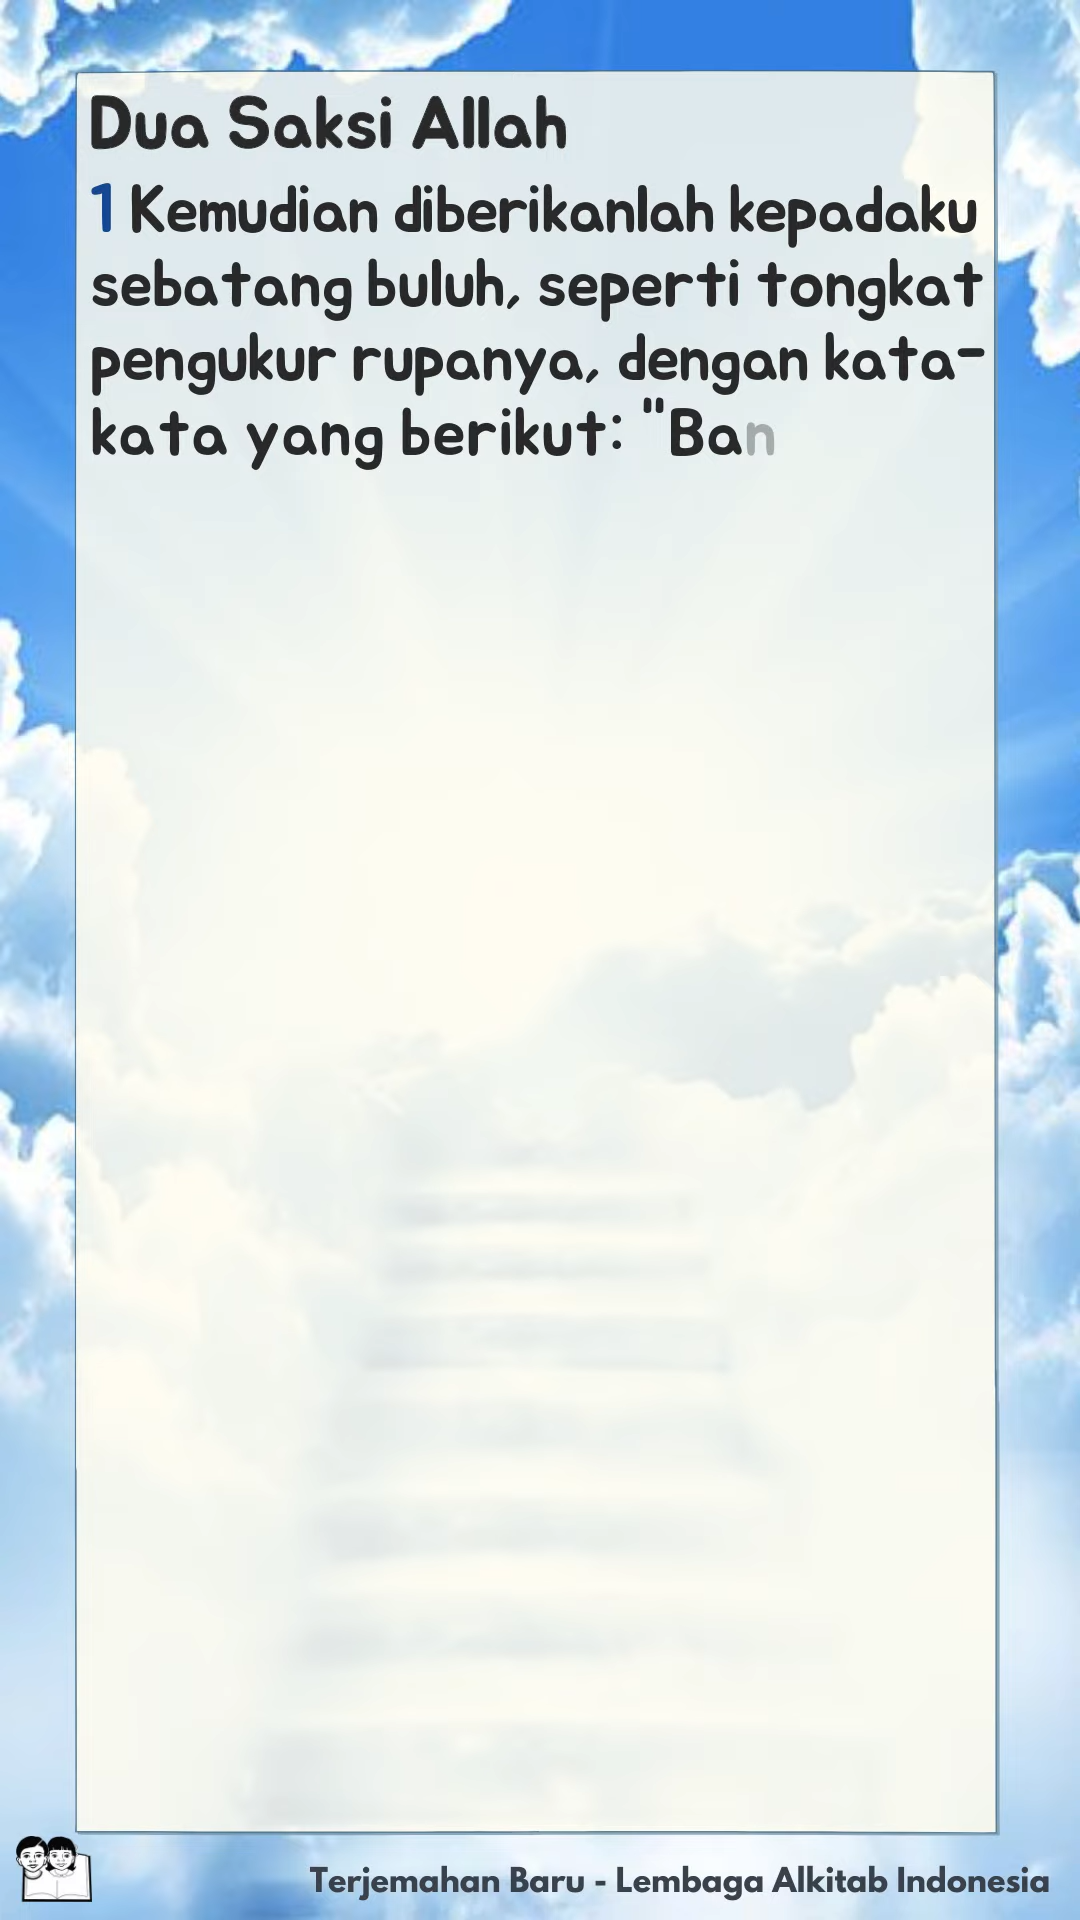 Dua Saksi Allah
1 Kemudian diberikanlah kepadaku
sebatang buluh, seperti tongkat
pengukur rupanya, dengan kata-
kata yang berikut: "Ban
Terjemahan Baru - Lembaga Alkitab Indonesia